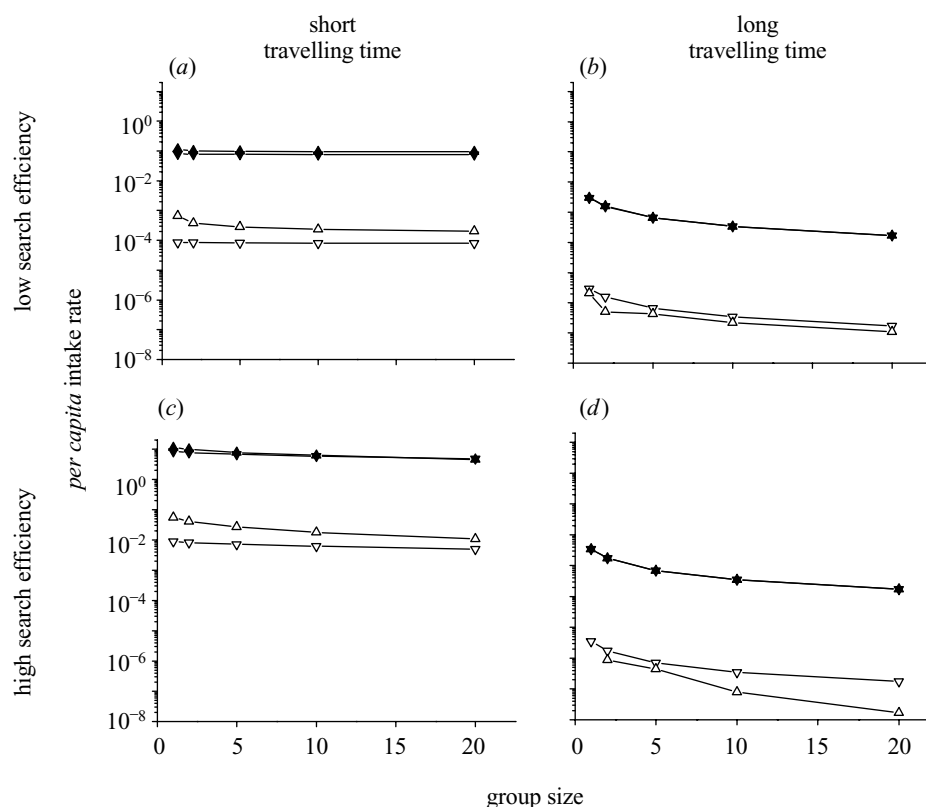 short
travelling time
long
travelling time
(a)
(b)
low search efficiency
10^0
10^-2
10^-4
10^-6
10^-8
per capita intake rate
(c)
(d)
high search efficiency
10^0
10^-2
10^-4
10^-6
10^-8
0 5 10 15 20
0 5 10 15 20
group size